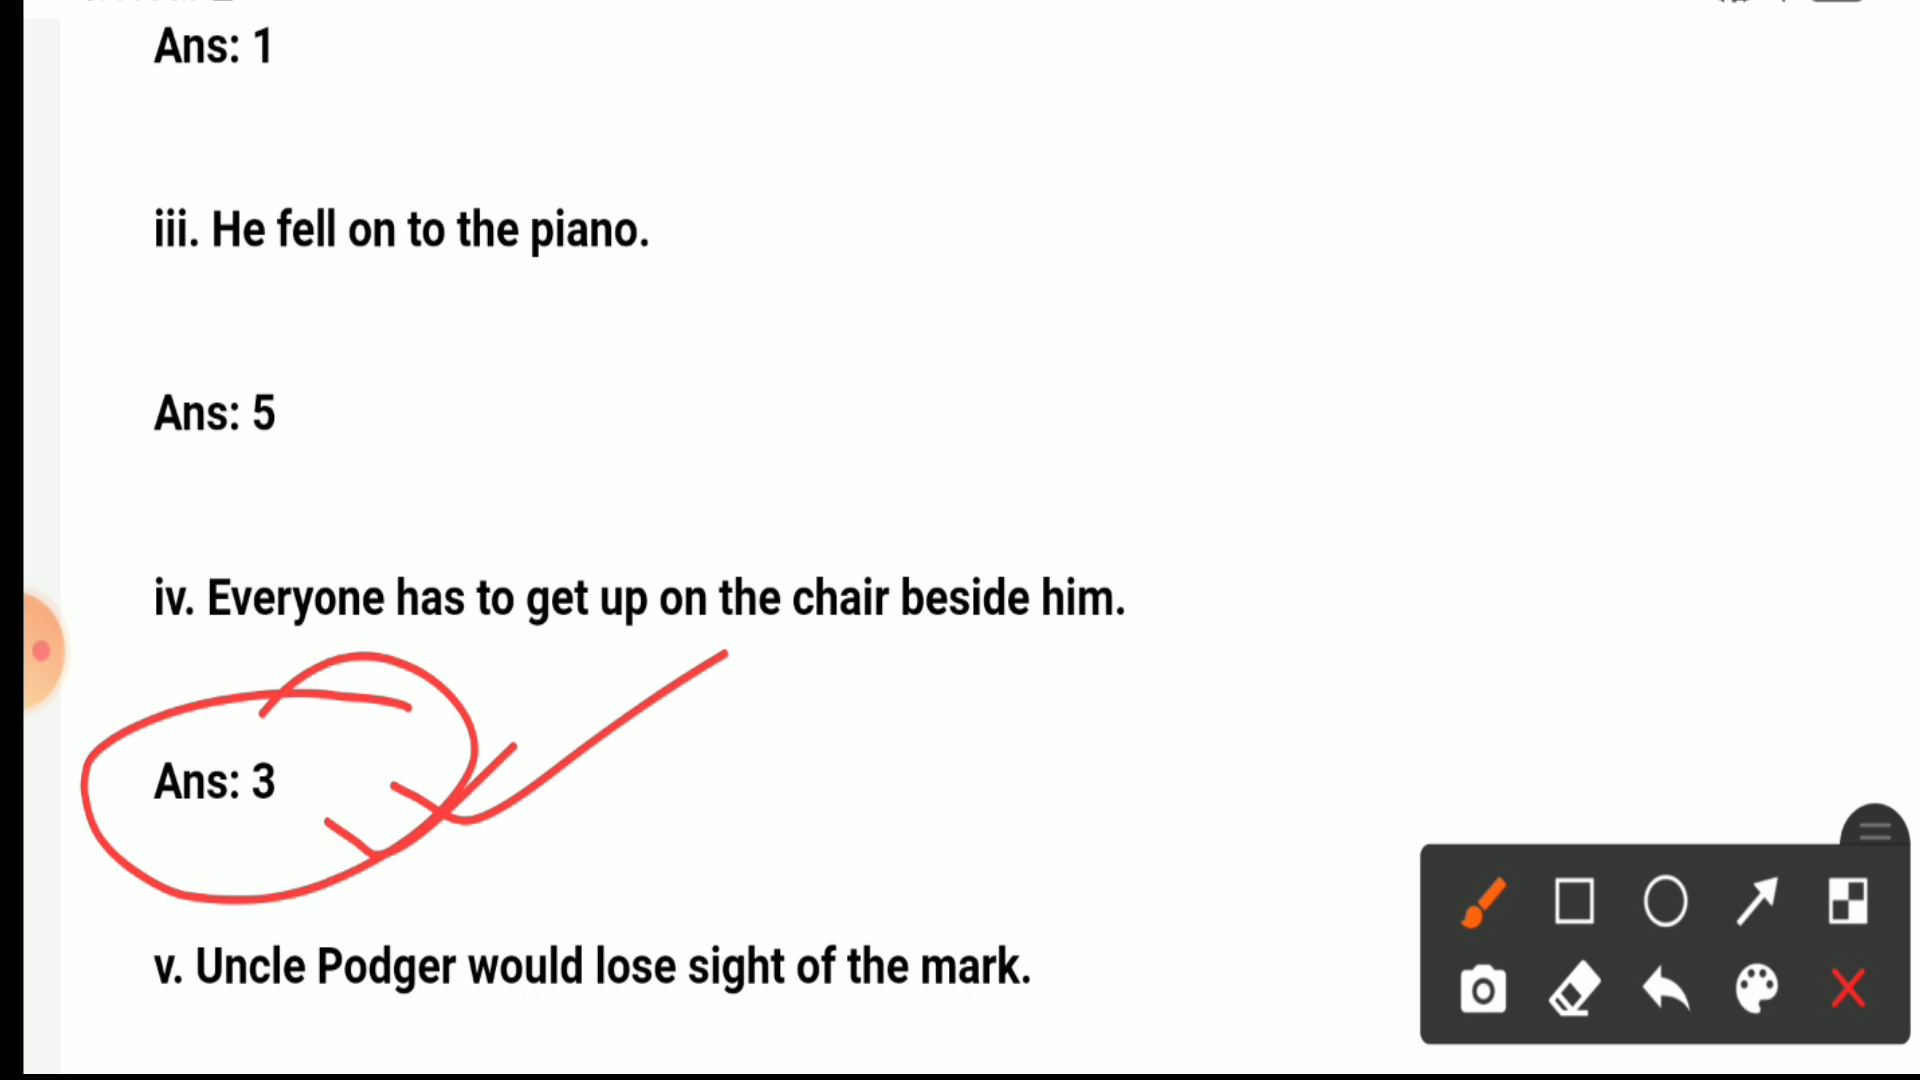 Ans: 1
iii. He fell on to the piano.
Ans: 5
iv. Everyone has to get up on the chair beside him.
Ans: 3
v. Uncle Podger would lose sight of the mark.